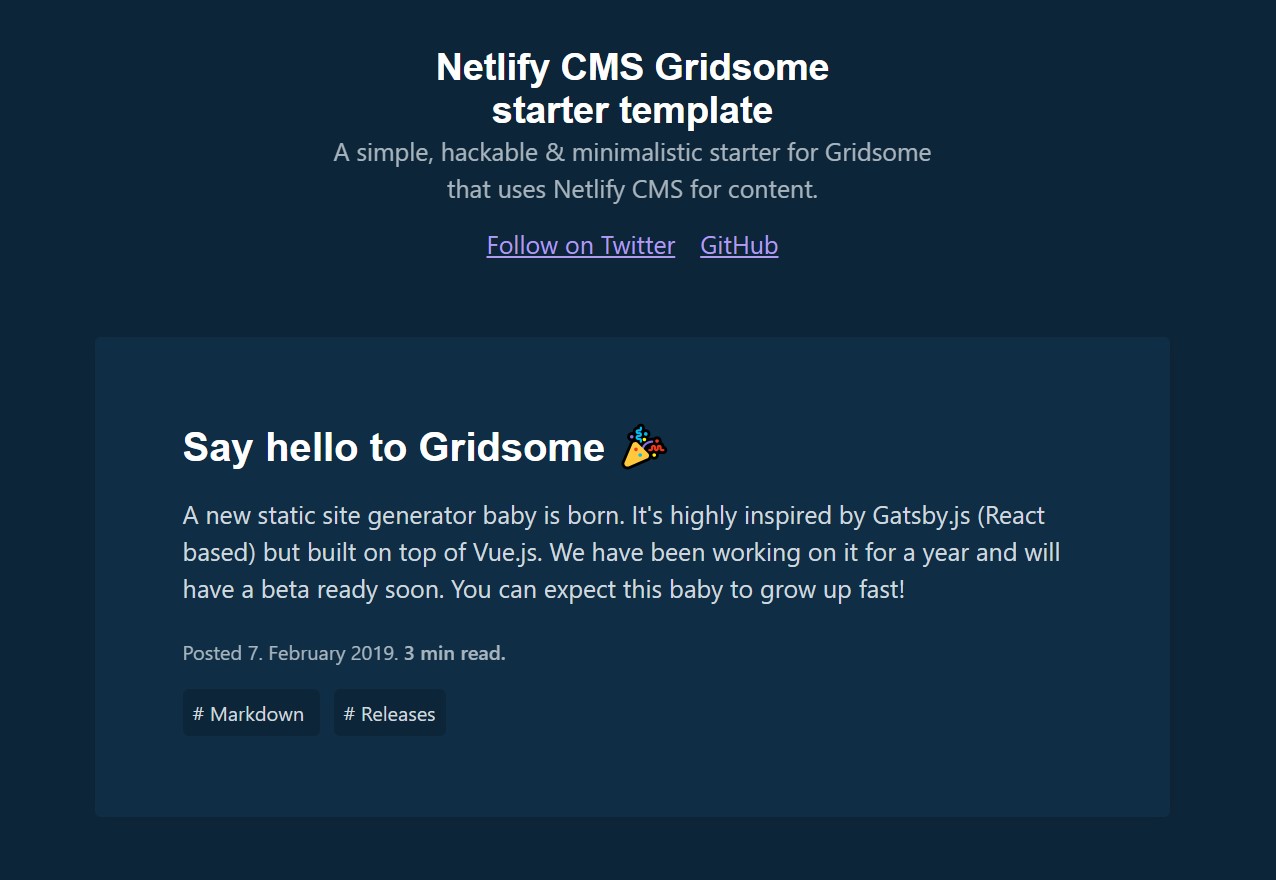 Netlify CMS Gridsome
starter template
A simple, hackable & minimalistic starter for Gridsome
that uses Netlify CMS for content.
Follow on Twitter GitHub
Say hello to Gridsome 🎉
A new static site generator baby is born. It's highly inspired by Gatsby.js (React
based) but built on top of Vue.js. We have been working on it for a year and will
have a beta ready soon. You can expect this baby to grow up fast!
Posted 7. February 2019. 3 min read.
# Markdown # Releases